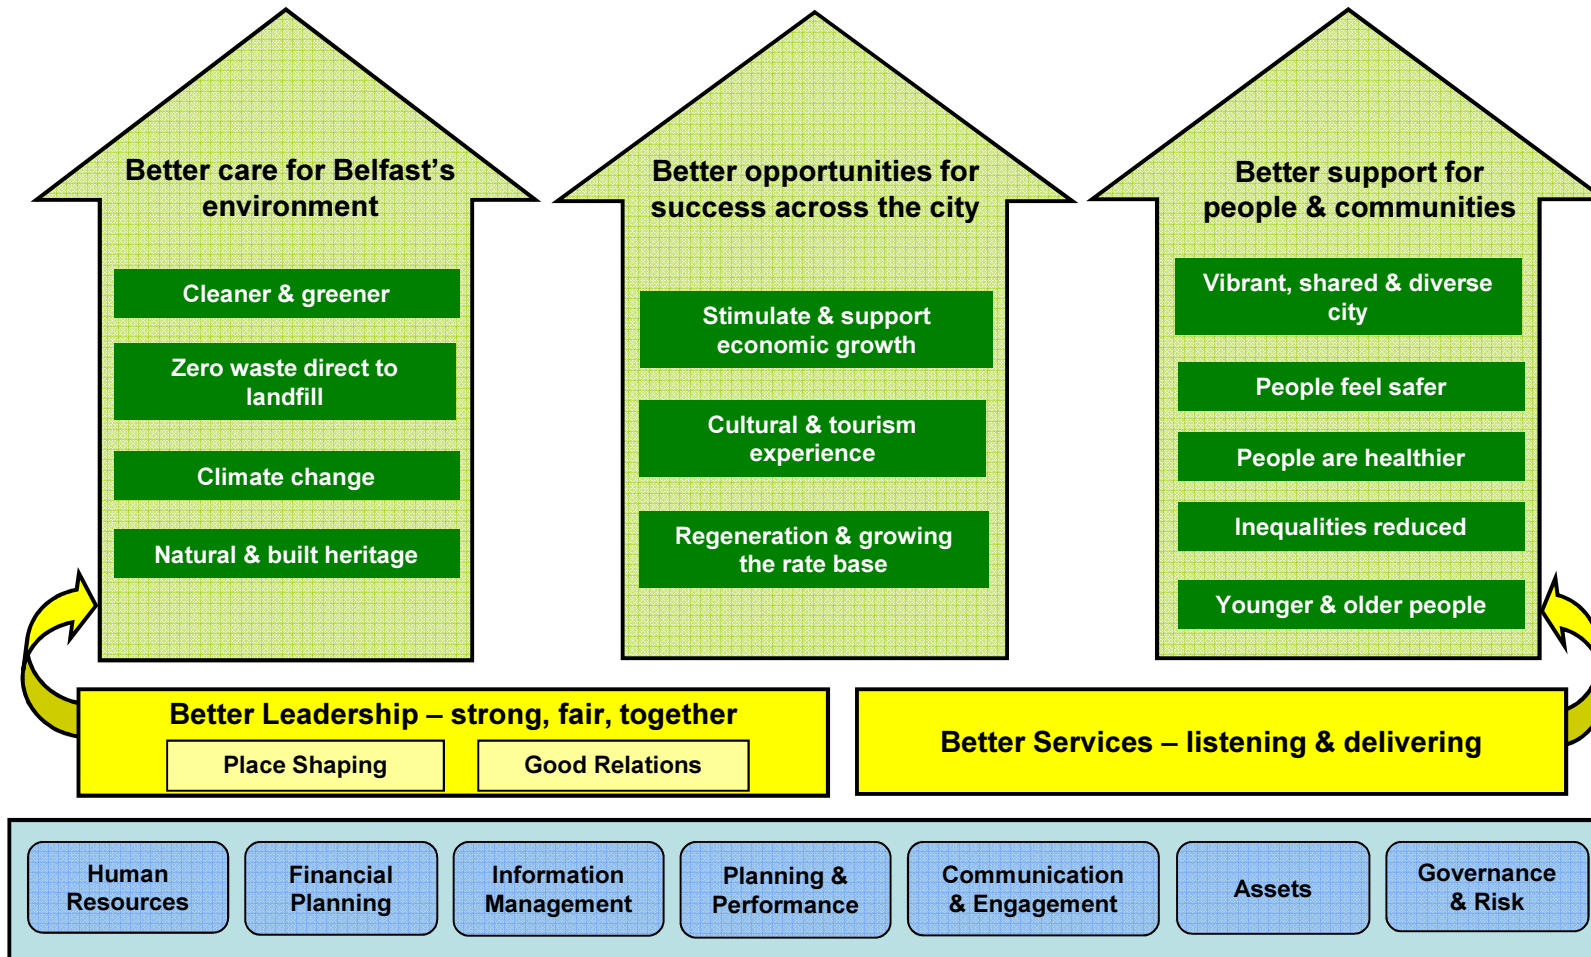 Better care for Belfast’s
environment
Cleaner & greener
Zero waste direct to
landfill
Climate change
Natural & built heritage
Better opportunities for
success across the city
Stimulate & support
economic growth
Cultural & tourism
experience
Regeneration & growing
the rate base
Better support for
people & communities
Vibrant, shared & diverse
city
People feel safer
People are healthier
Inequalities reduced
Younger & older people
Better Leadership – strong, fair, together
Place Shaping
Good Relations
Better Services – listening & delivering
Human
Resources
Financial
Planning
Information
Management
Planning &
Performance
Communication
& Engagement
Assets
Governance
& Risk